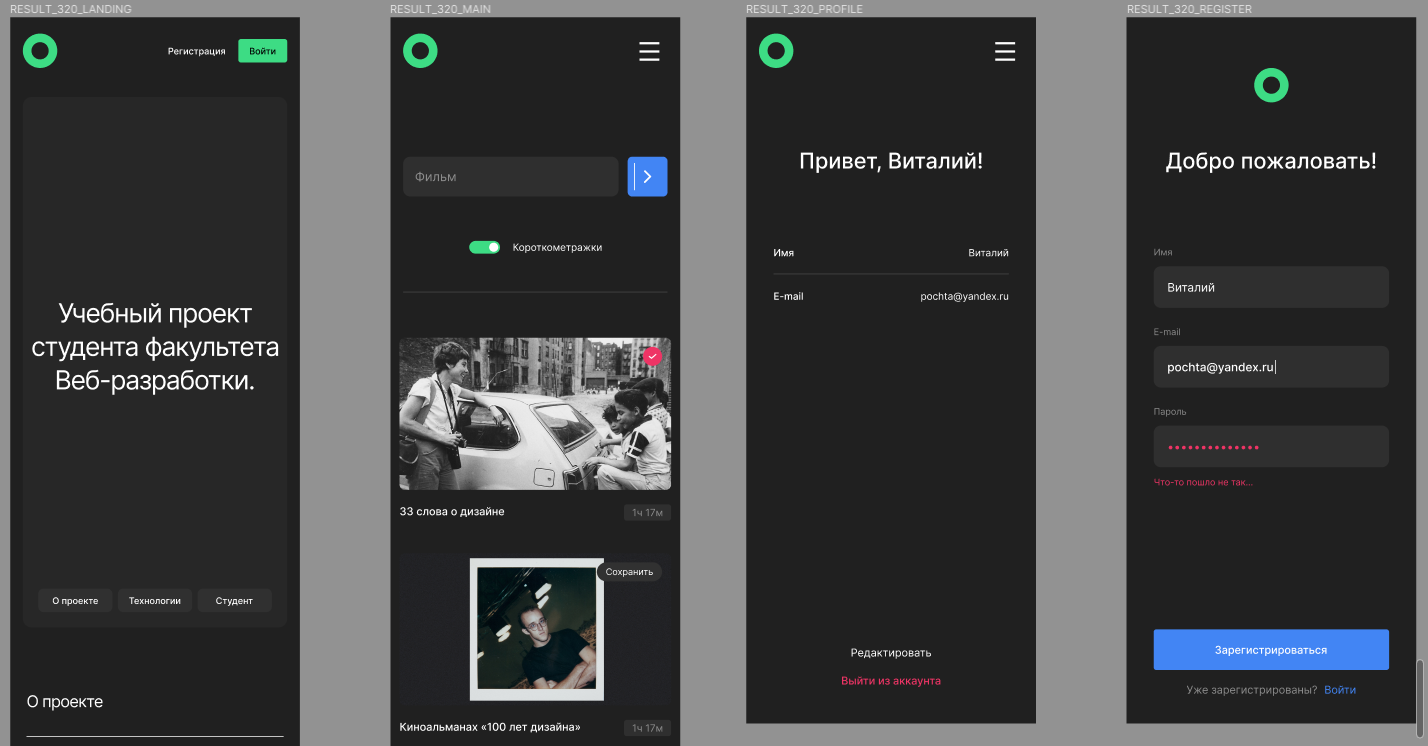 RESULT_320_LANDING
Регистрация
Войти
Учебный проект
студента факультета
Веб-разработки.
О проекте
Технологии
Студент
О проекте
RESULT_320_MAIN
Фильм
Короткометражки
33 слова о дизайне
1ч 17м
Сохранить
Киноальманах «100 лет дизайна»
1ч 17м
RESULT_320_PROFILE
Привет, Виталий!
Имя
Виталий
E-mail
pochta@yandex.ru
Редактировать
Выйти из аккаунта
RESULT_320_REGISTER
Добро пожаловать!
Имя
Виталий
E-mail
pochta@yandex.ru
Пароль
••••••••••••••
Что-то пошло не так...
Зарегистрироваться
Уже зарегистрированы? Войти